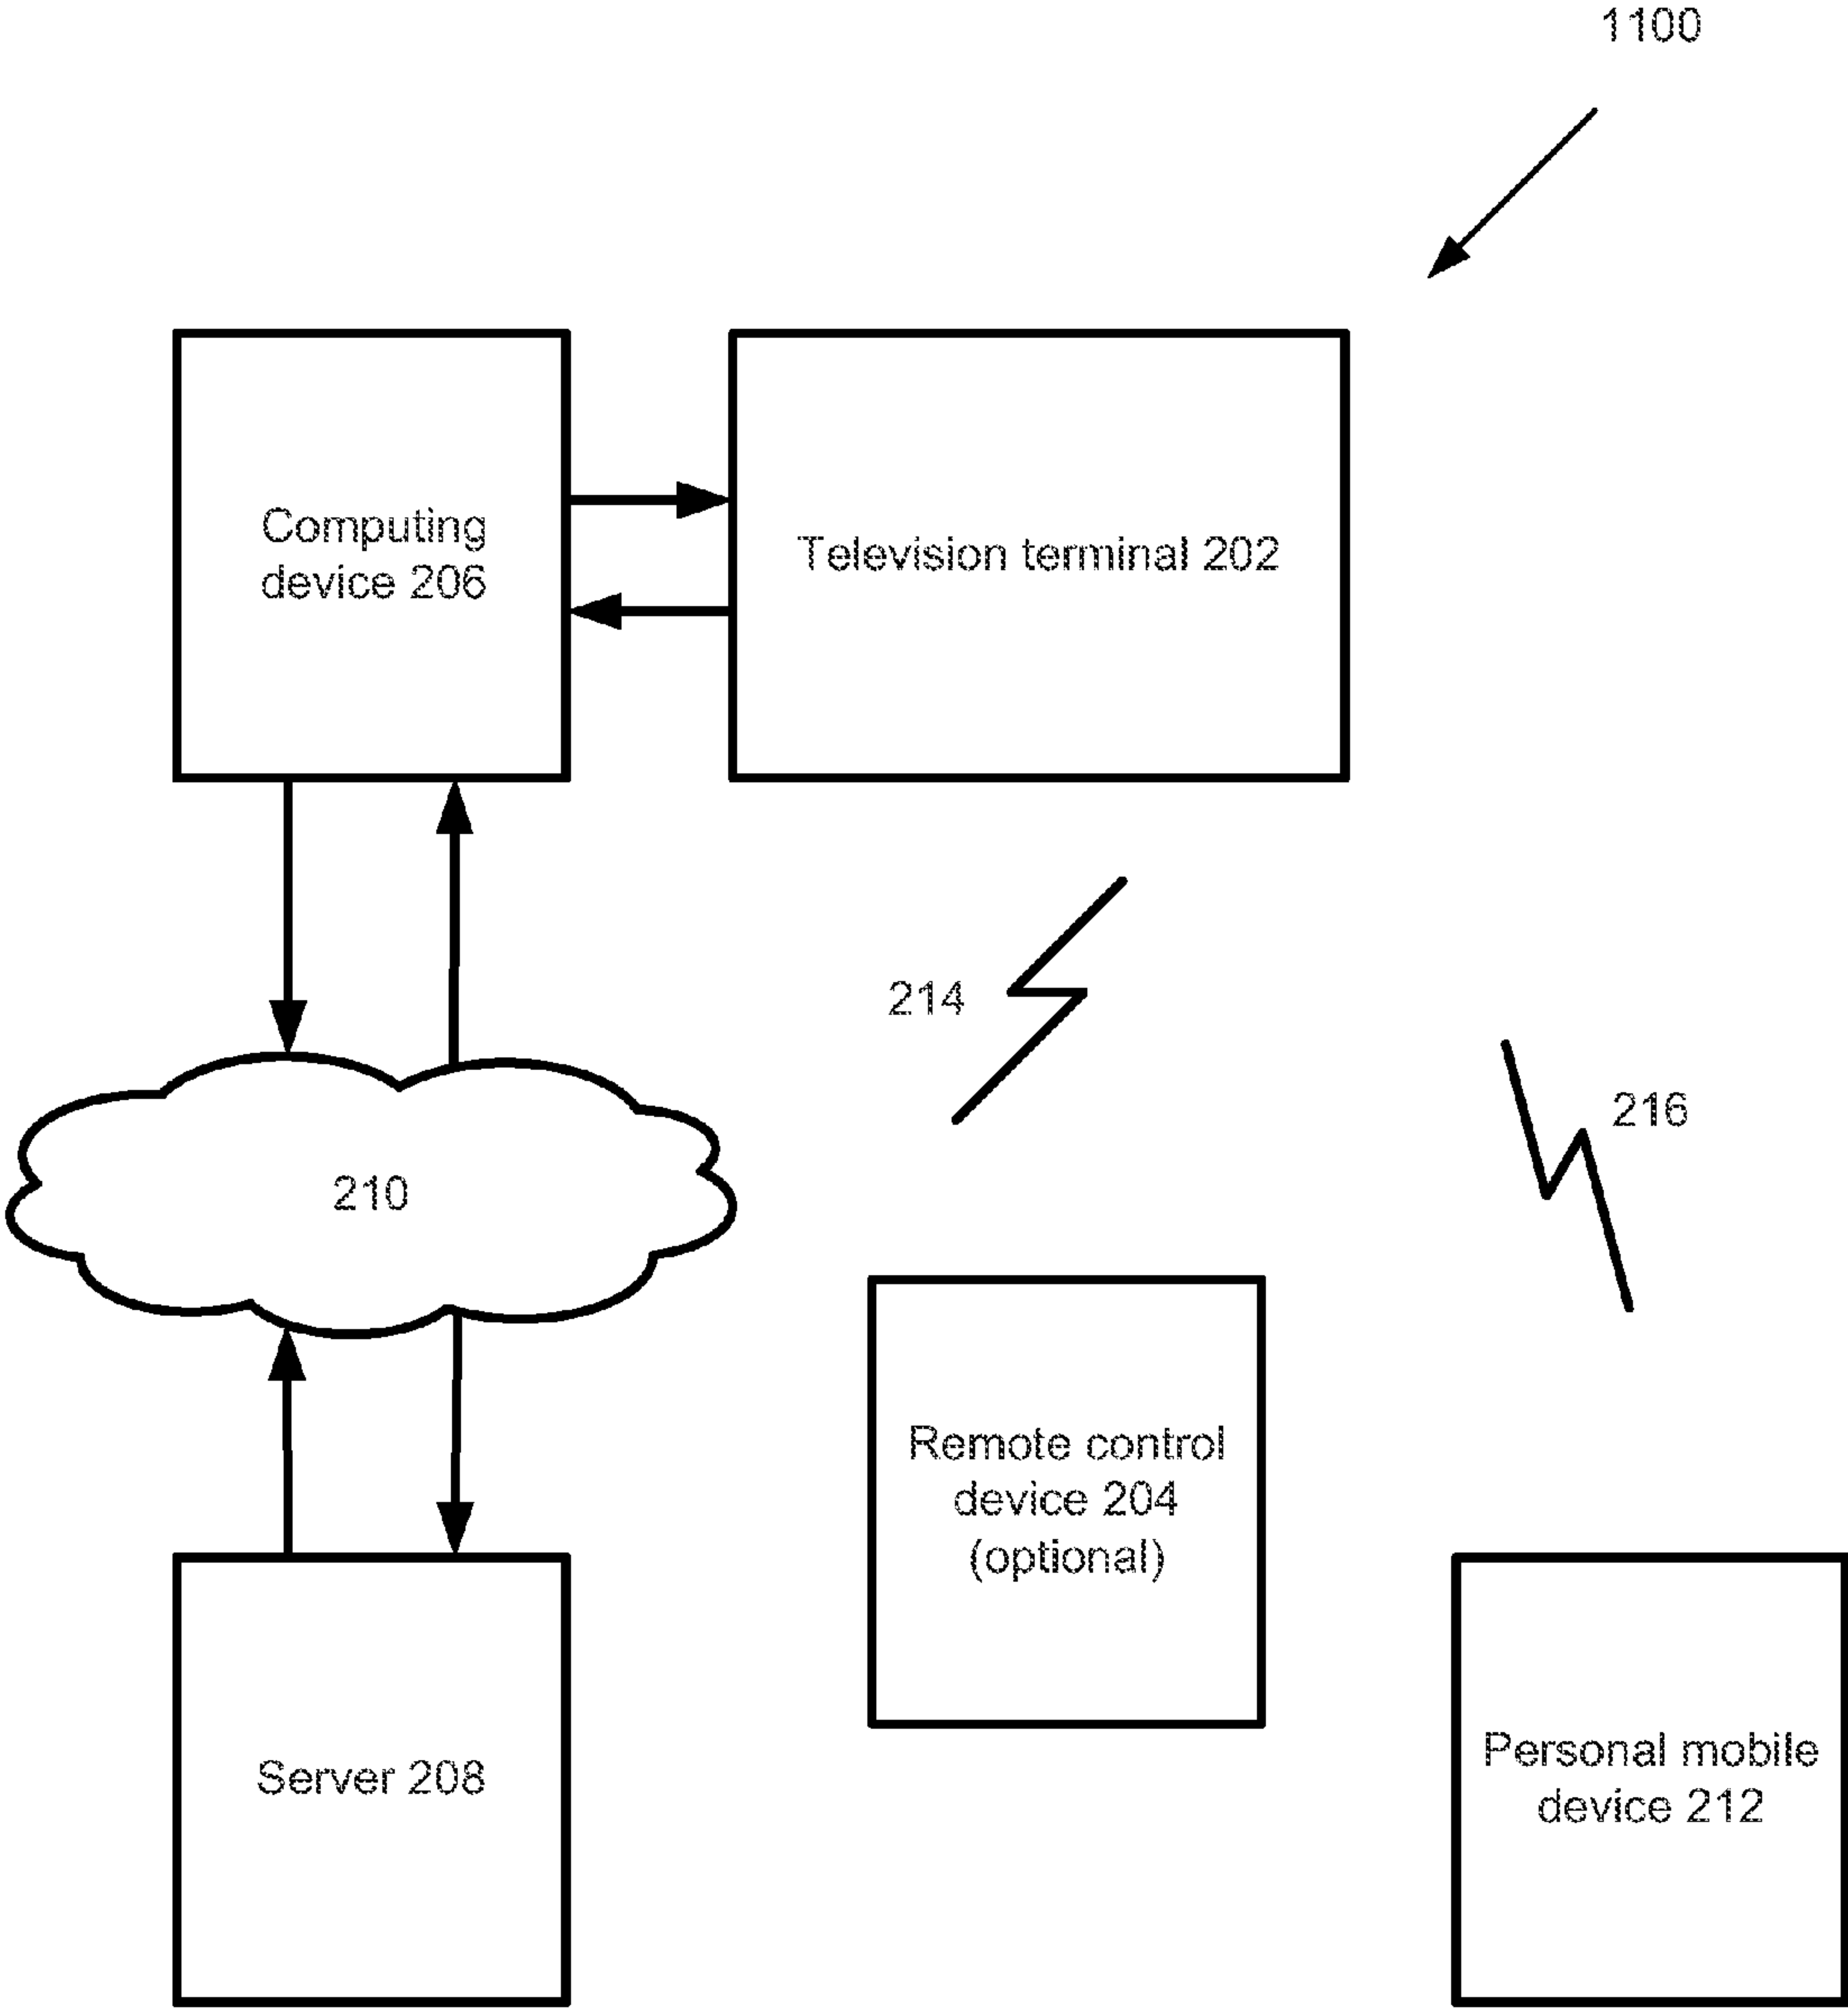 1100
Computing
device 206
Television terminal 202
214
216
210
Remote control
device 204
(optional)
Server 208
Personal mobile
device 212